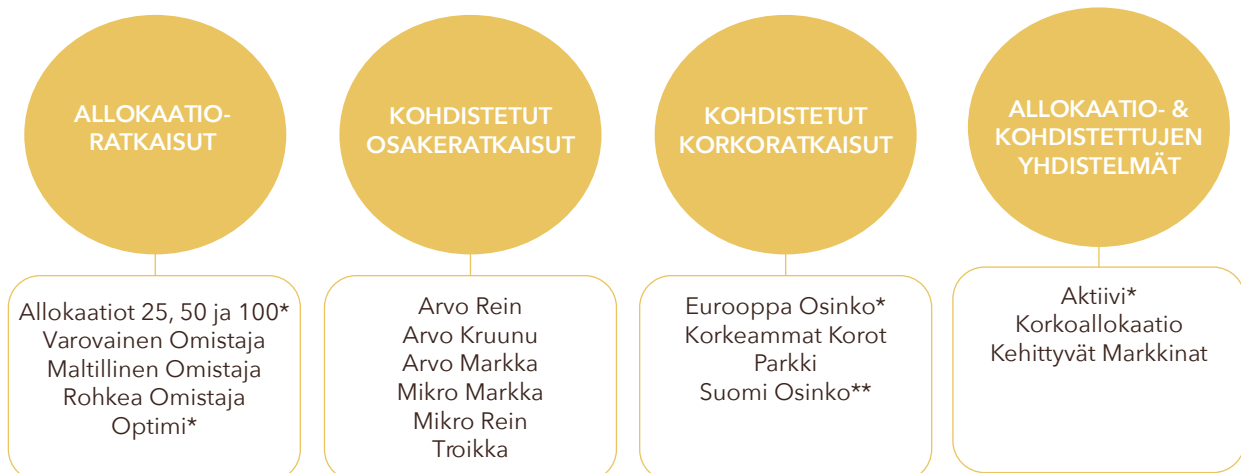 ALLOKAATIO-
RATKAISUT
Allokaatiot 25, 50 ja 100*
Varovainen Omistaja
Maltillinen Omistaja
Rohkea Omistaja
Optimi*
KOHDISTETUT
OSAKERATKAISUT
Arvo Rein
Arvo Kruunu
Arvo Markka
Mikro Markka
Mikro Rein
Troikka
KOHDISTETUT
KORKORATKAISUT
Eurooppa Osinko*
Korkeammat Korot
Parkki
Suomi Osinko**
ALLOKAATIO- &
KOHDISTETTUJEN
YHDISTELMÄT
Aktiivi*
Korkoallokaatio
Kehittyvät Markkinat